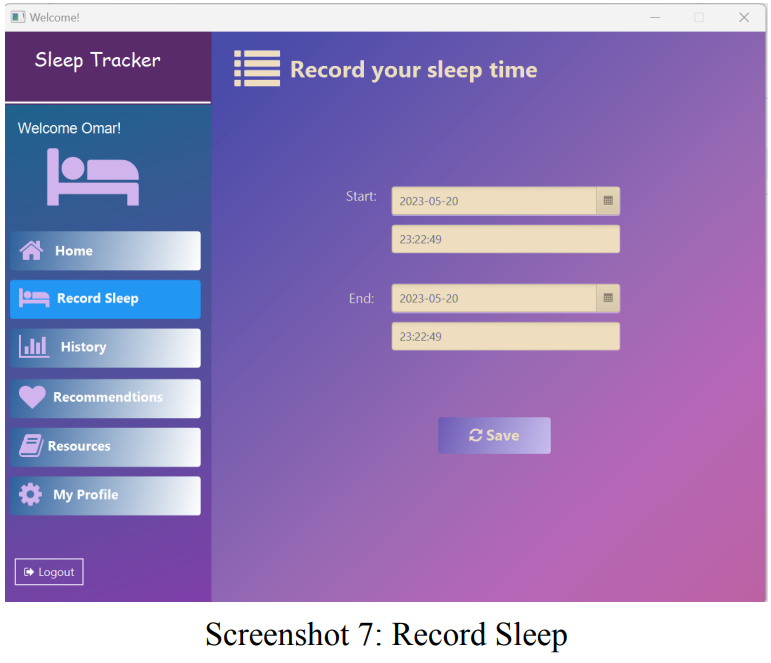 Welcome!
Sleep Tracker
Record your sleep time
Welcome Omar!
Start:
2023-05-20
23:22:49
End:
2023-05-20
23:22:49
Save
Home
Record Sleep
History
Recommendtions
Resources
My Profile
Logout
Screenshot 7: Record Sleep